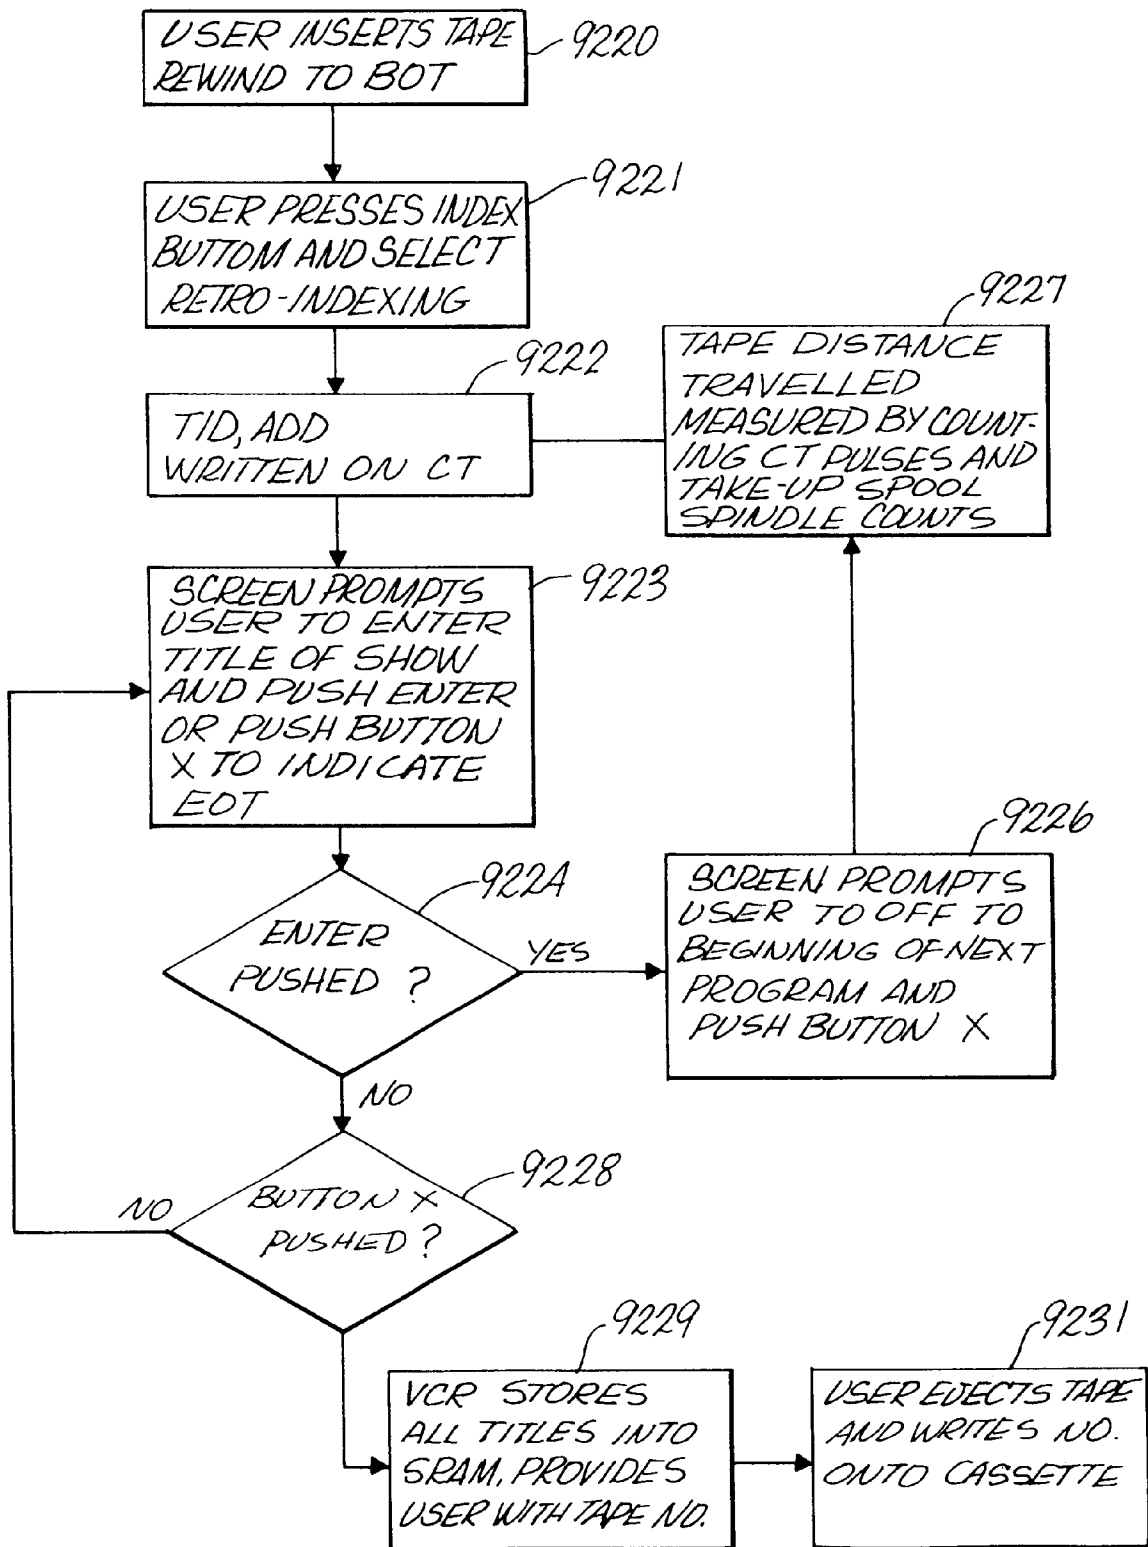 USER INSERTS TAPE
REWIND TO BOT
9220
USER PRESSES INDEX
BUTTOM AND SELECT
RETRO-INDEXING
9221
TID, ADD
WRITTEN ON CT
9222
TAPE DISTANCE
TRAVELLED
MEASURED BY COUNT-
ING CT PULSES AND
TAKE-UP SPOOL
SPINDLE COUNTS
9227
SCREEN PROMPTS
USER TO ENTER
TITLE OF SHOW
AND PUSH ENTER
OR PUSH BUTTON
X TO INDICATE
EOT
9223
ENTER
PUSHED ?
9224
YES
NO
SCREEN PROMPTS
USER TO OFF TO
BEGINNING OF NEXT
PROGRAM AND
PUSH BUTTON X
9226
BUTTON X
PUSHED ?
9228
NO
VCR STORES
ALL TITLES INTO
SRAM, PROVIDES
USER WITH TAPE NO.
9229
USER EJECTS TAPE
AND WRITES NO.
ONTO CASSETTE
9231